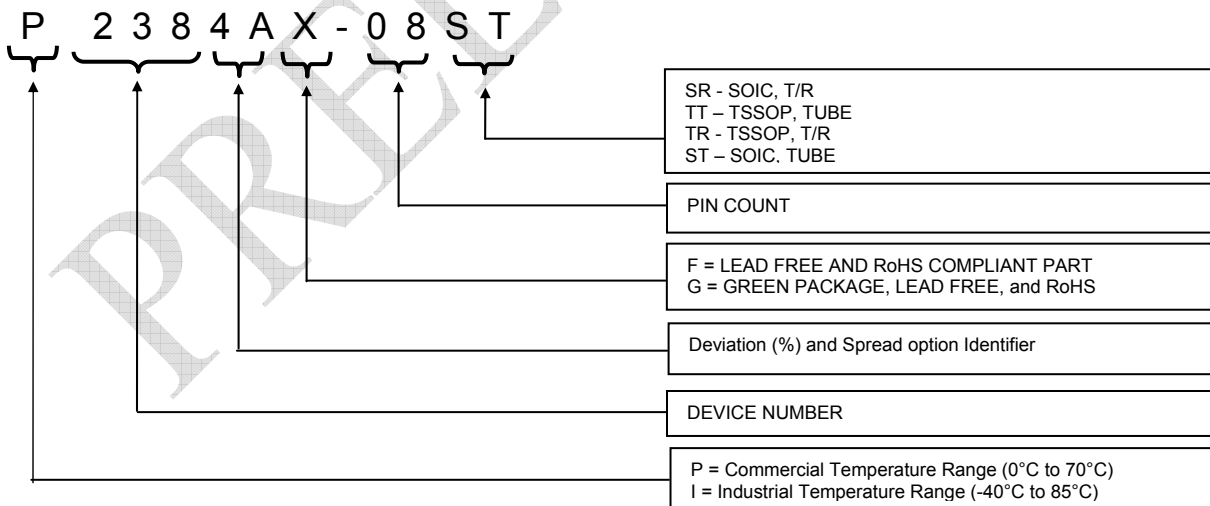 P 2 3 8 4 A X - 0 8 S T
SR - SOIC, T/R
TT – TSSOP, TUBE
TR - TSSOP, T/R
ST – SOIC, TUBE
PIN COUNT
F = LEAD FREE AND RoHS COMPLIANT PART
G = GREEN PACKAGE, LEAD FREE, and RoHS
Deviation (%) and Spread option Identifier
DEVICE NUMBER
P = Commercial Temperature Range (0°C to 70°C)
I = Industrial Temperature Range (-40°C to 85°C)
PREL